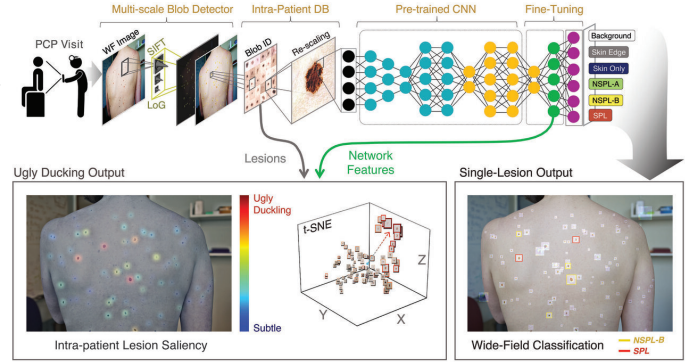 Multi-scale Blob Detector
Intra-Patient DB
Pre-trained CNN
Fine-Tuning
PCP Visit
WF Image
SIFT
LoG
Blob ID
Re-scaling
Background
Skin Edge
Skin Only
NSPL-A
NSPL-B
SPL
Lesions
Network
Features
Ugly Ducking Output
Ugly
Duckling
Subtle
t-SNE
Z
Y
X
Intra-patient Lesion Saliency
Single-Lesion Output
Wide-Field Classification
NSPL-B
SPL